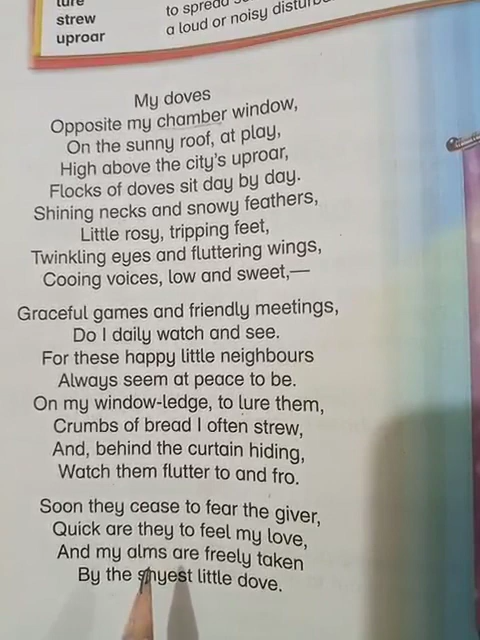 lure
strew
uproar
to spread
a loud or noisy disturb
My doves
Opposite my chamber window,
On the sunny roof, at play,
High above the city's uproar,
Flocks of doves sit day by day.
Shining necks and snowy feathers,
Little rosy, tripping feet,
Twinkling eyes and fluttering wings,
Cooing voices, low and sweet,—
Graceful games and friendly meetings,
Do I daily watch and see.
For these happy little neighbours
Always seem at peace to be.
On my window-ledge, to lure them,
Crumbs of bread I often strew,
And, behind the curtain hiding,
Watch them flutter to and fro.
Soon they cease to fear the giver,
Quick are they to feel my love,
And my alms are freely taken
By the shyest little dove.